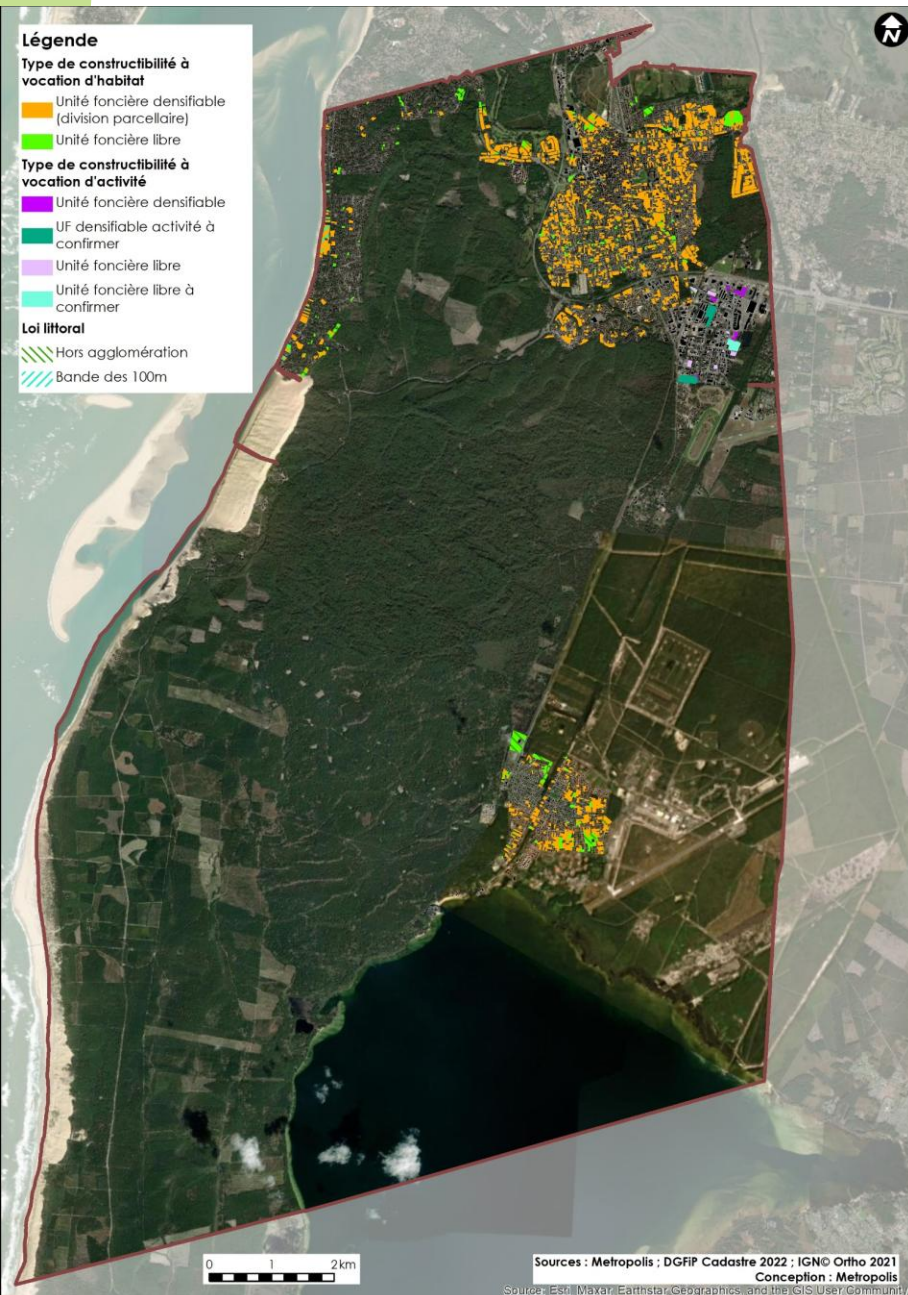 Légende
Type de constructibilité à
vocation d'habitat
Unité foncière densifiable
(division parcellaire)
Unité foncière libre
Type de constructibilité à
vocation d'activité
Unité foncière densifiable
UF densifiable activité à
confirmer
Unité foncière libre
Unité foncière libre à
confirmer
Loi littoral
Hors agglomération
Bande des 100m
N
0 1 2km
Sources : Metropolis ; DGFiP Cadastre 2022 ; IGN© Ortho 2021
Conception : Metropolis
Source: Esri, Maxar, Earthstar Geographics, and the GIS User Community